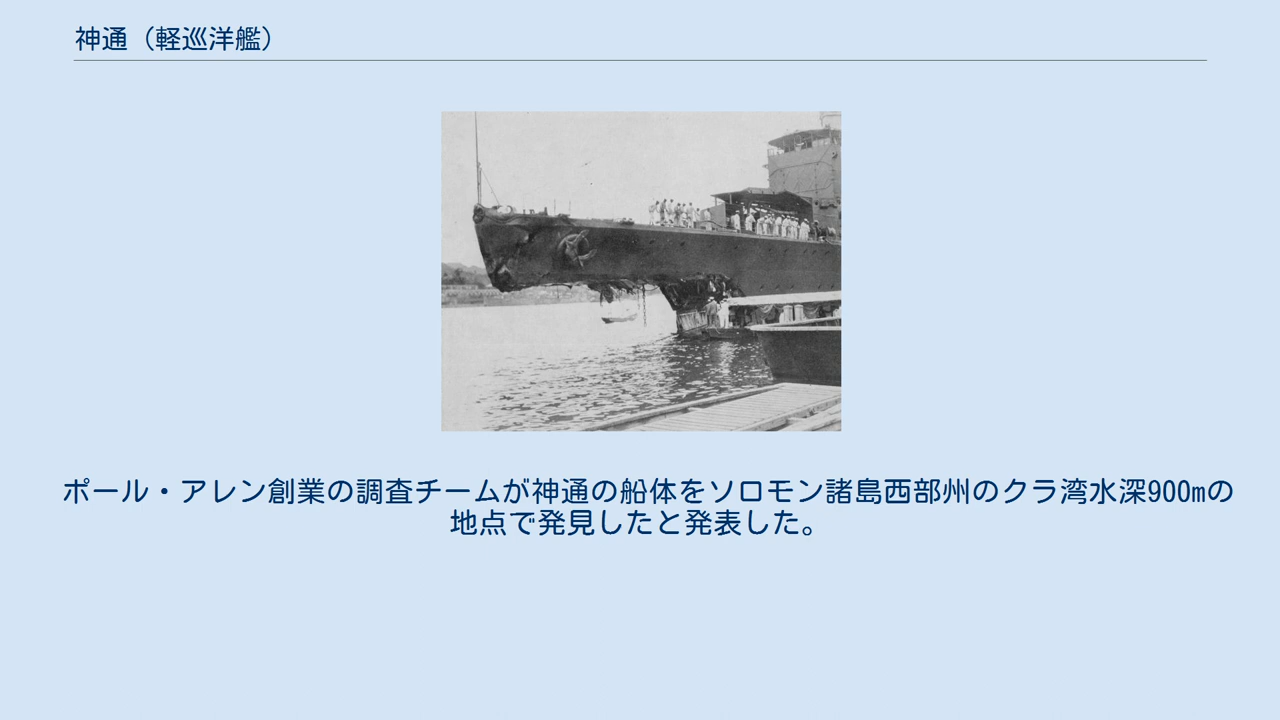 神通（軽巡洋艦）
ポール・アレン創業の調査チームが神通の船体をソロモン諸島西部州のクラ湾水深900mの
地点で発見したと発表した。